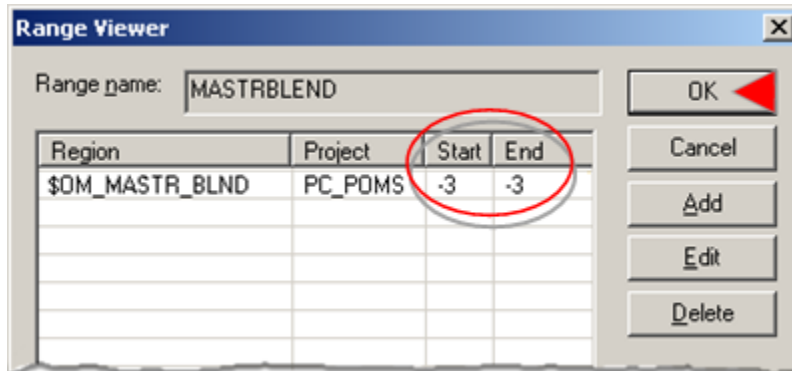 Range Viewer
Range name: MASTRBLEND
OK
Region Project Start End
Cancel
$OM_MASTR_BLND PC_POMS -3 -3
Add
Edit
Delete